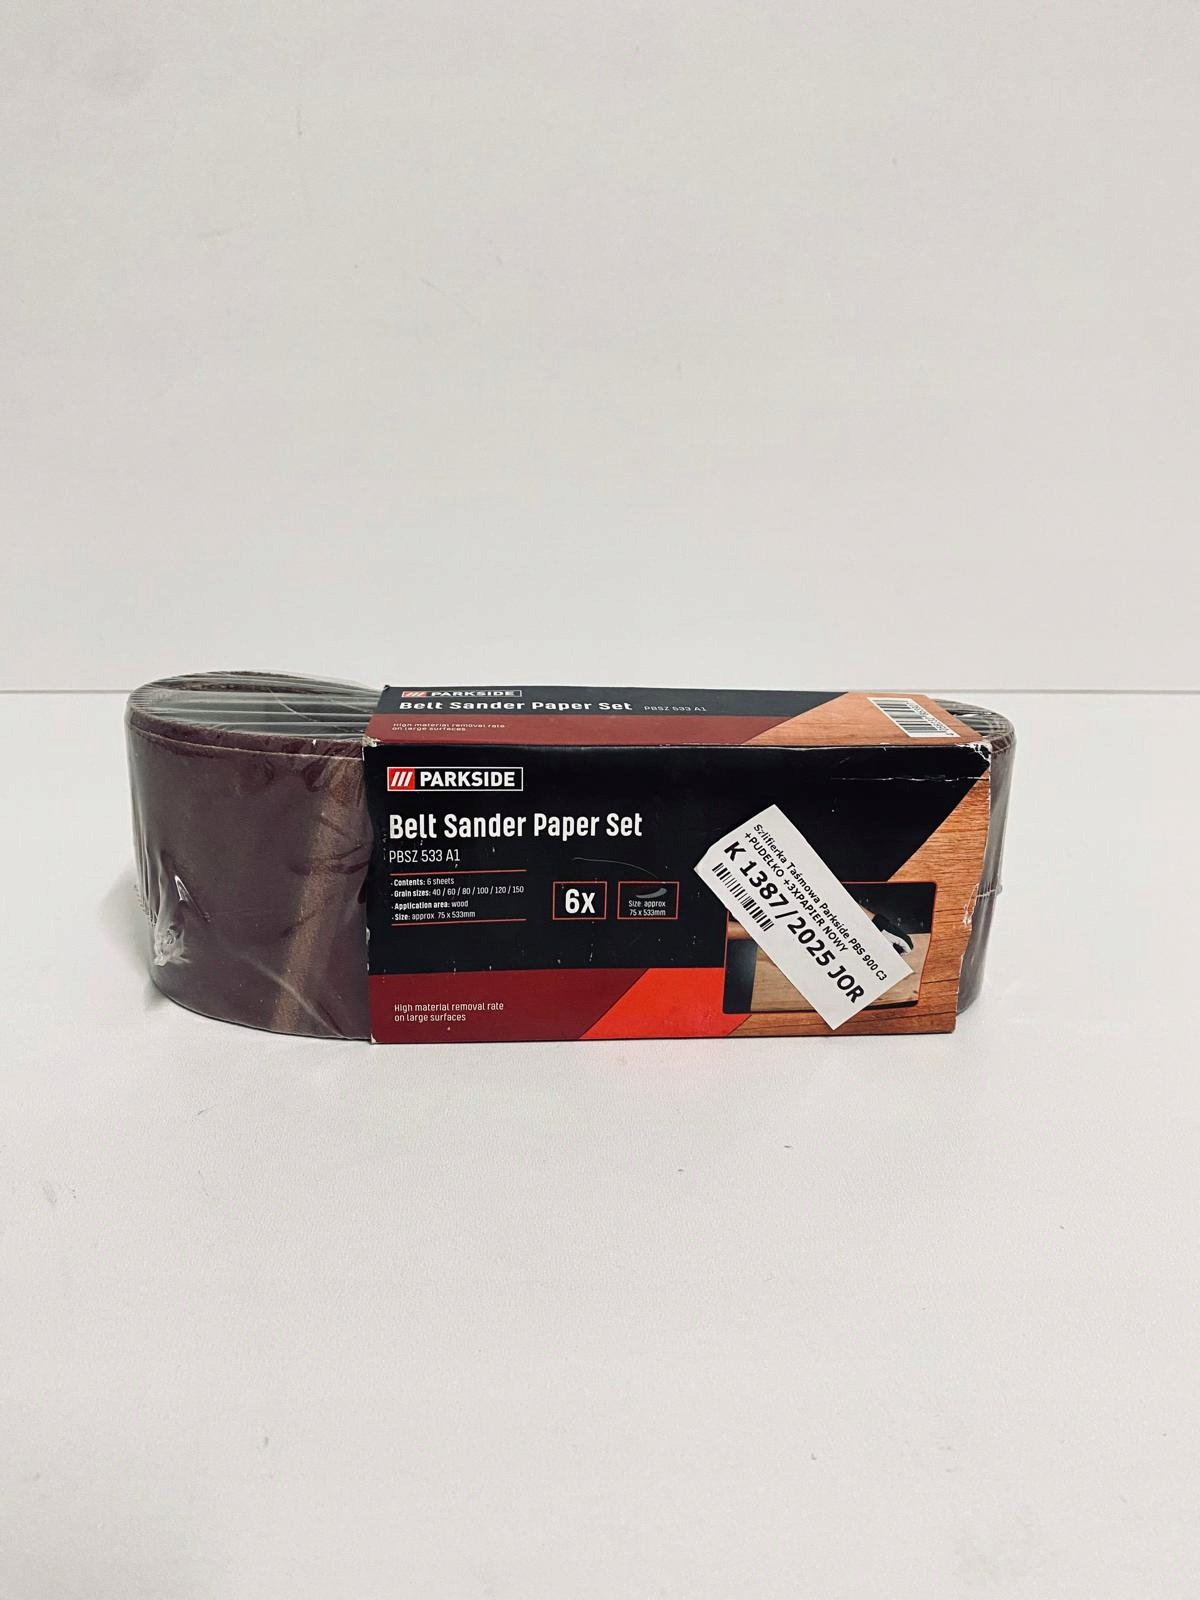 PARKSIDE
Belt Sander Paper Set PBSZ 533 A1
High material removal rate
on large surfaces
PARKSIDE
Belt Sander Paper Set
PBSZ 533 A1
· Contents: 6 sheets
· Grain sizes: 40 / 60 / 80 / 100 / 120 / 150
· Application area: wood
· Size: approx. 75 x 533mm
6x
Size: approx.
75 x 533mm
High material removal rate
on large surfaces
Szlifierka Taśmowa Parkside PBS 900 C3
+PUDEŁKO +3XPAPIER NOWY
K 1387/2025 JOR